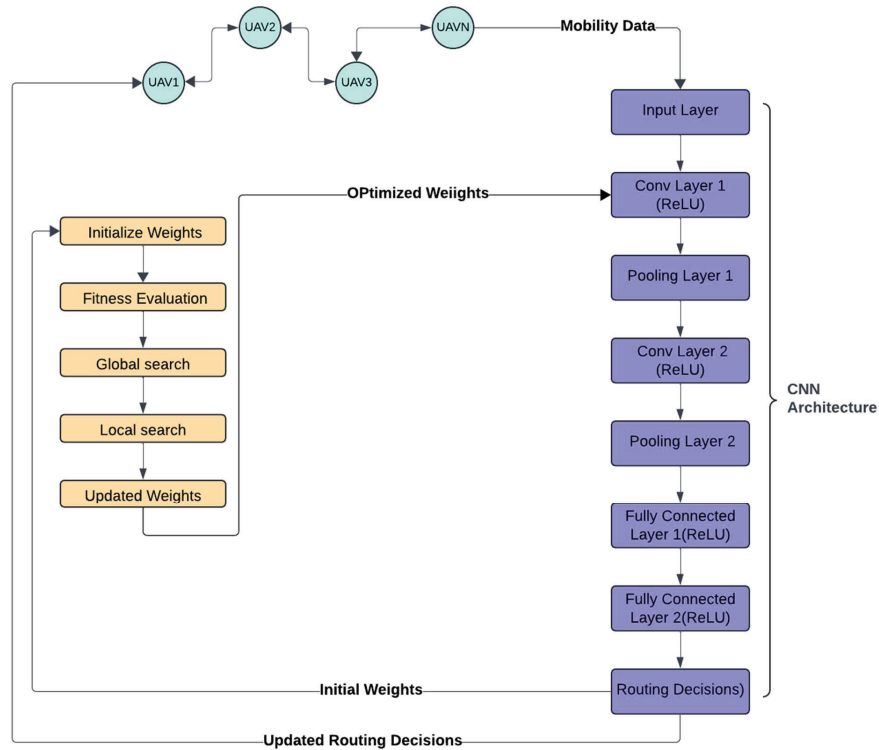 UAV2
UAVN
Mobility Data
UAV1
UAV3
Input Layer
OPtimized Weiights
Conv Layer 1
(ReLU)
Initialize Weights
Pooling Layer 1
Fitness Evaluation
Global search
Conv Layer 2
(ReLU)
CNN
Architecture
Local search
Pooling Layer 2
Updated Weights
Fully Connected
Layer 1(ReLU)
Fully Connected
Layer 2(ReLU)
Initial Weights
Routing Decisions)
Updated Routing Decisions